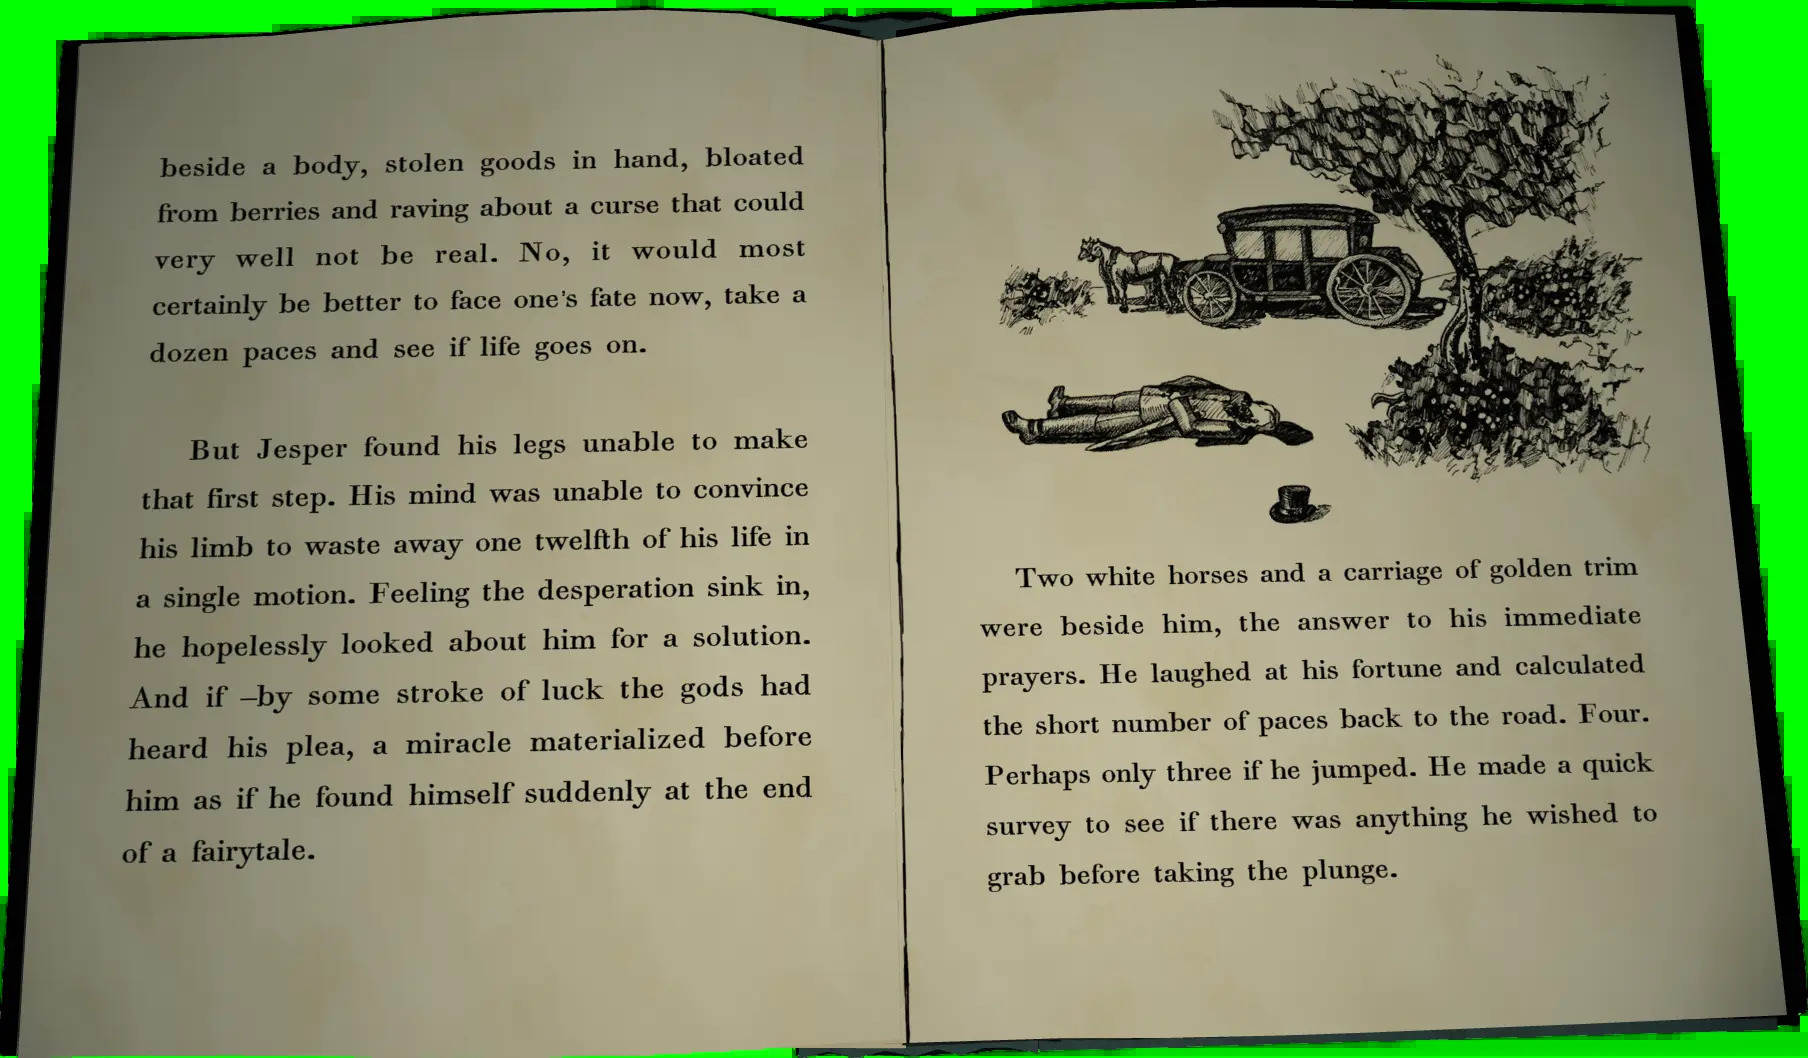 beside a body, stolen goods in hand, bloated
from berries and raving about a curse that could
very well not be real. No, it would most
certainly be better to face one's fate now, take a
dozen paces and see if life goes on.
But Jesper found his legs unable to make
that first step. His mind was unable to convince
his limb to waste away one twelfth of his life in
a single motion. Feeling the desperation sink in,
he hopelessly looked about him for a solution.
And if –by some stroke of luck the gods had
heard his plea, a miracle materialized before
him as if he found himself suddenly at the end
of a fairytale.
Two white horses and a carriage of golden trim
were beside him, the answer to his immediate
prayers. He laughed at his fortune and calculated
the short number of paces back to the road. Four.
Perhaps only three if he jumped. He made a quick
survey to see if there was anything he wished to
grab before taking the plunge.